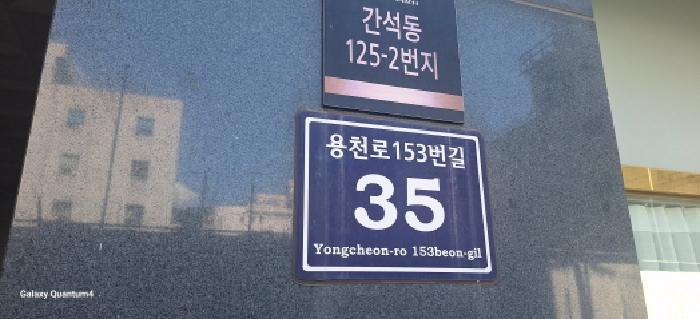 간석동
125-2번지
용천로153번길
35
Yongcheon-ro 153beon-gil
Galaxy Quantum4